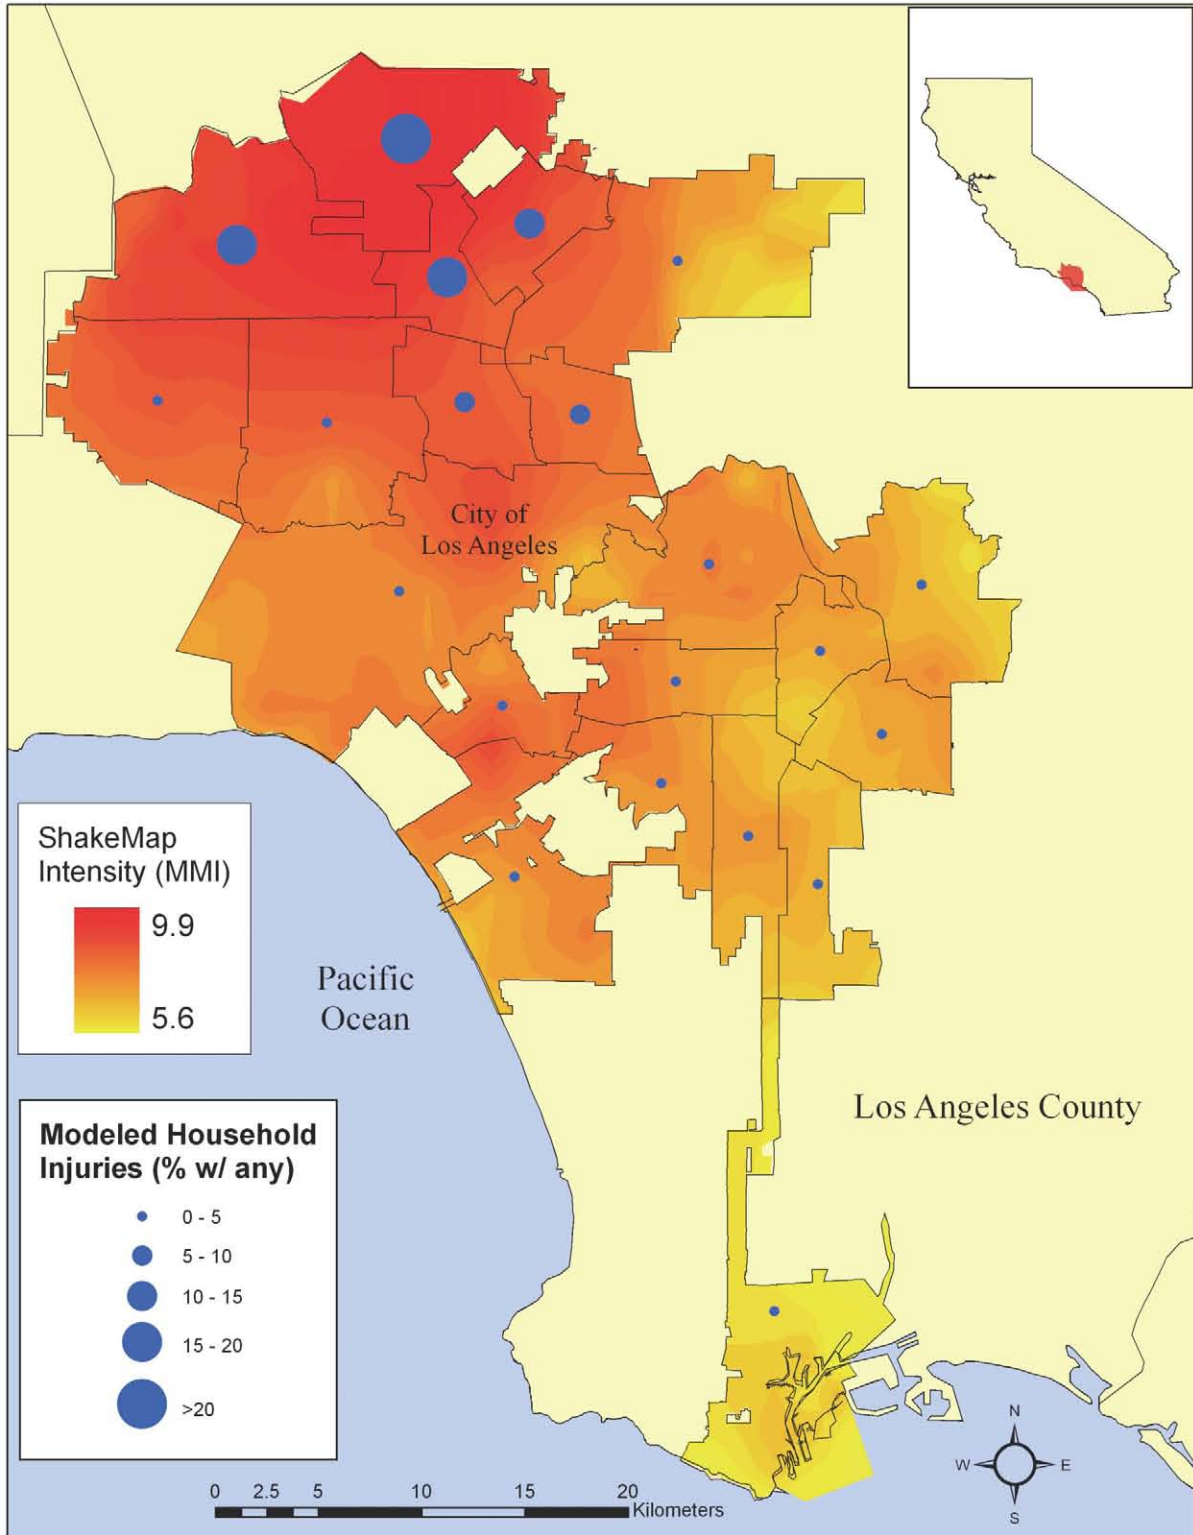 City of
Los Angeles
ShakeMap
Intensity (MMI)
9.9
5.6
Pacific
Ocean
Los Angeles County
Modeled Household
Injuries (% w/ any)
0 - 5
5 - 10
10 - 15
15 - 20
>20
N
W
E
S
0 2.5 5 10 15 20
Kilometers